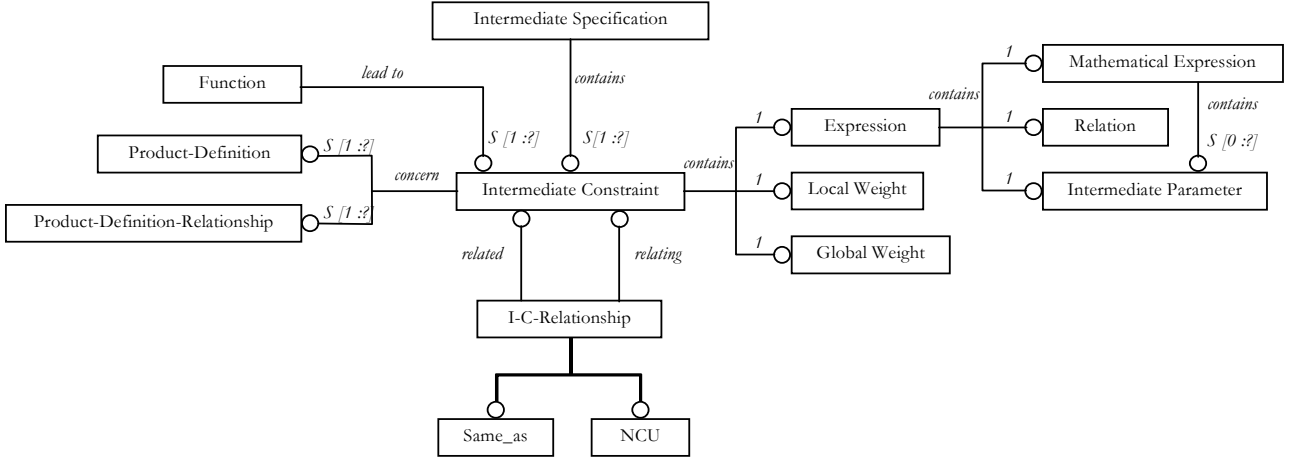 Intermediate Specification
Function
lead to
contains
S [1 :?]
S[1 :?]
Product-Definition
S [1 :?]
Product-Definition-Relationship
S [1 :?]
concern
Intermediate Constraint
contains
1
Expression
1
Local Weight
1
Global Weight
contains
1
Mathematical Expression
1
Relation
1
Intermediate Parameter
contains
S [0 :?]
related
relating
I-C-Relationship
Same_as
NCU